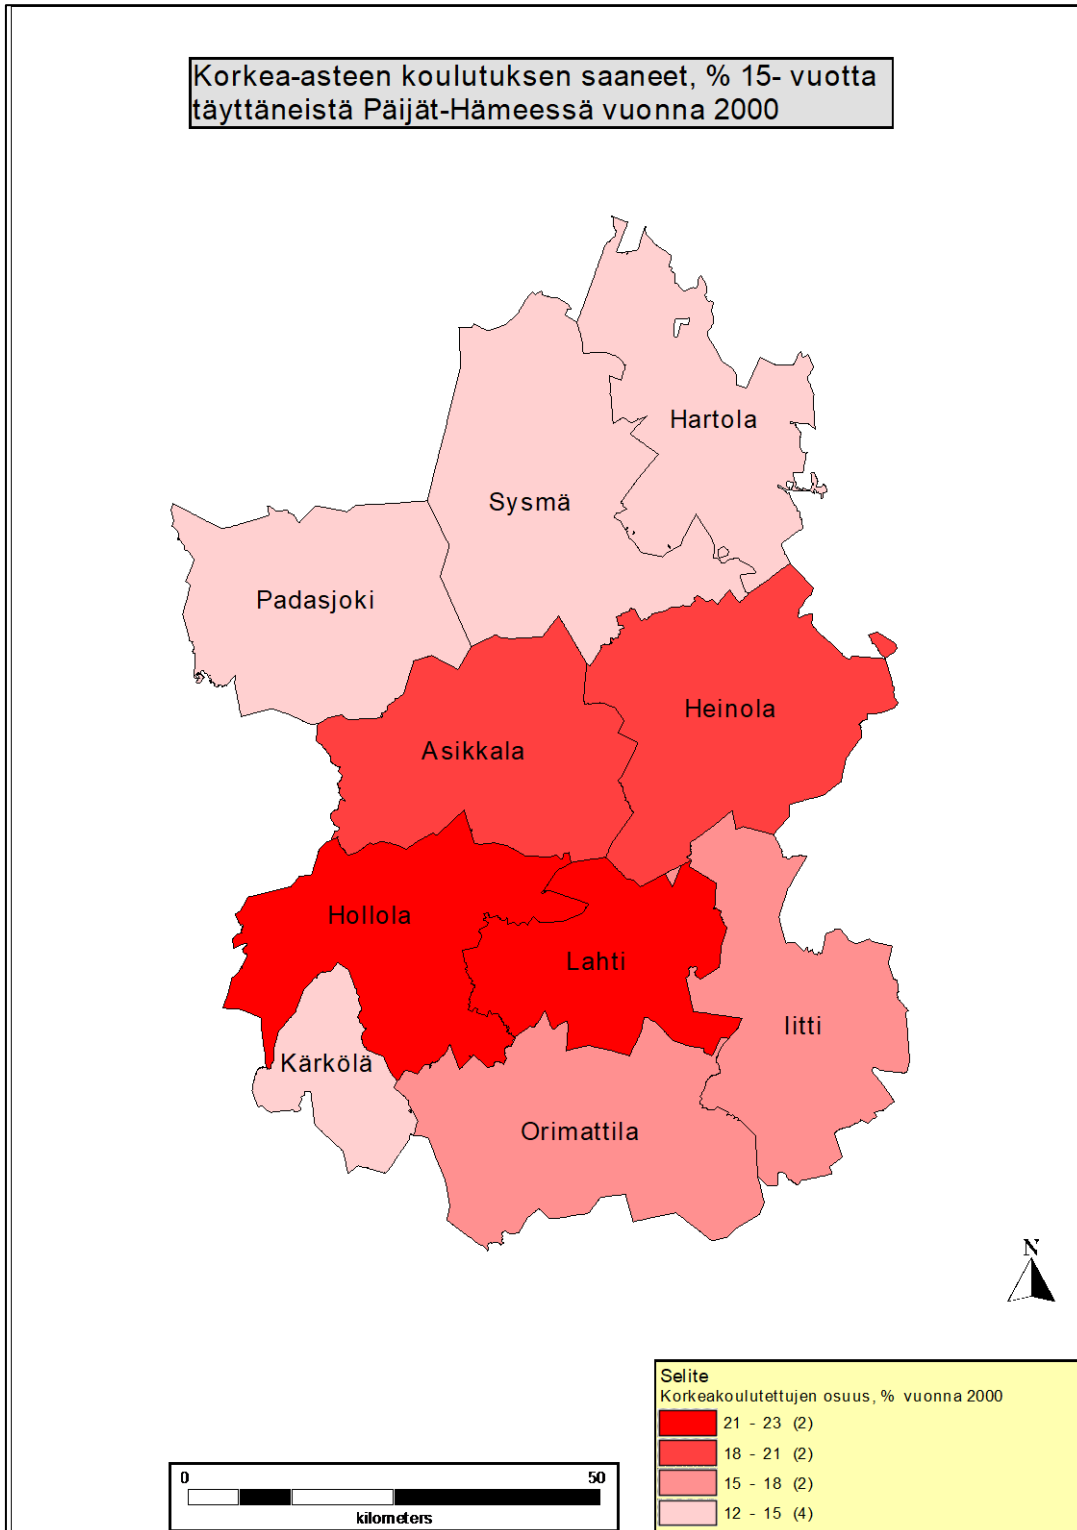 Korkea-asteen koulutuksen saaneet, % 15- vuotta
täyttäneistä Päijät-Hämeessä vuonna 2000
Hartola
Sysmä
Padasjoki
Heinola
Asikkala
Hollola
Lahti
Iitti
Kärkölä
Orimattila
N
Selite
Korkeakoulutettujen osuus, % vuonna 2000
21 - 23 (2)
18 - 21 (2)
15 - 18 (2)
12 - 15 (4)
0 50
kilometers